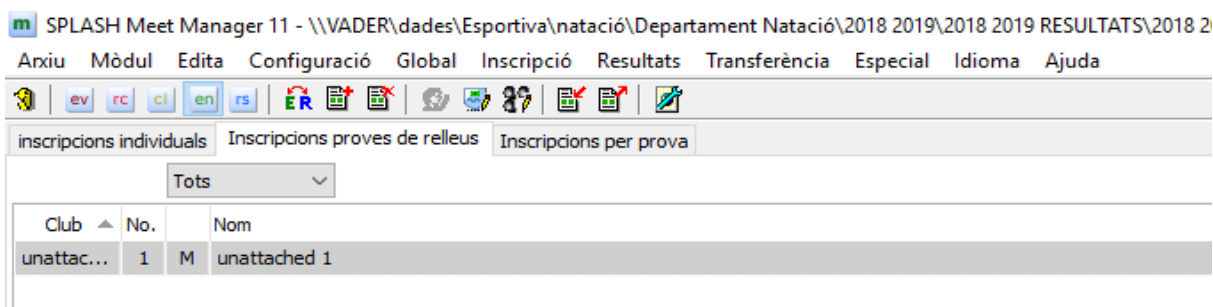 m SPLASH Meet Manager 11 - \\VADER\dades\Esportiva\natació\Departament Natació\2018 2019\2018 2019 RESULTATS\2018 2
Arxiu Mòdul Edita Configuració Global Inscripció Resultats Transferència Especial Idioma Ajuda
ev rc cl en rs ER
inscripcions individuals Inscripcions proves de relleus Inscripcions per prova
Tots
Club No. Nom
unattac... 1 M unattached 1